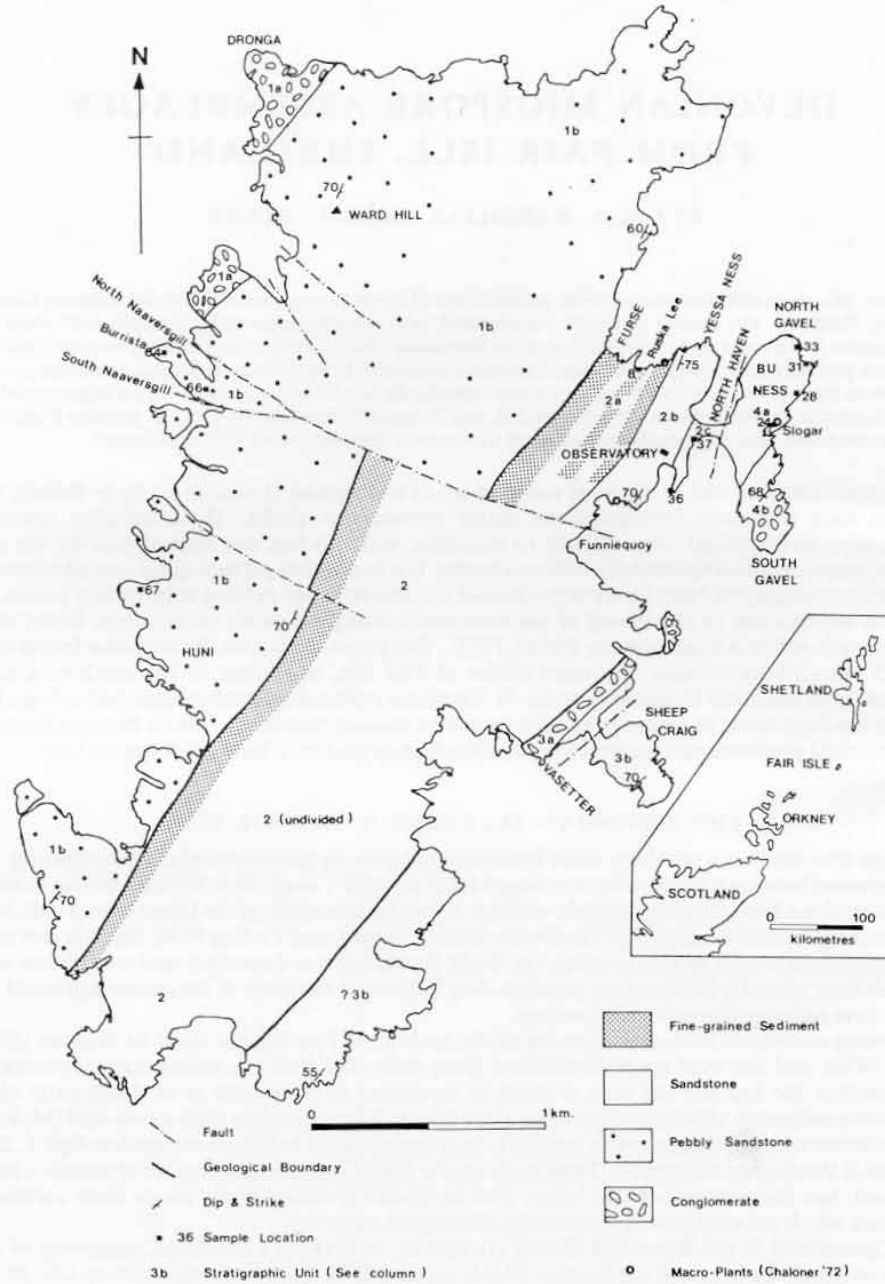 DRONGA
N
1a
1b
70
WARD HILL
60
1a
1b
North Naaversgill
Berista
64
South Naaversgill
66
1b
FURSE
Russa Lee
YESSA NESS
75
NORTH HAVEN
NORTH GAVEL
33
BU NESS
31
28
2a
2b
2c
37
4a
24
Slogar
OBSERVATORY
70
36
68
4b
SOUTH GAVEL
Funniequoy
1b
2
67
70
HUNI
SHEEP CRAIG
3a
VASETTER
3b
70
SHETLAND
FAIR ISLE
ORKNEY
SCOTLAND
0 100
kilometres
2 (undivided)
1b
70
2
? 3b
55
Fine-grained Sediment
Sandstone
Pebbly Sandstone
Conglomerate
0 1 km.
Fault
Geological Boundary
Dip & Strike
36 Sample Location
3b Stratigraphic Unit (See column)
Macro-Plants (Chaloner '72)